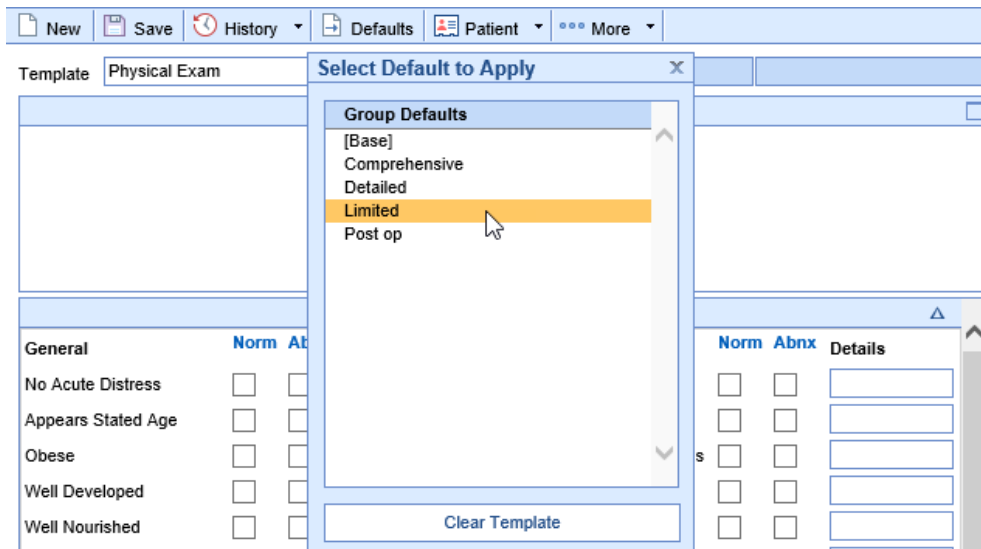 New Save History Defaults Patient More
Template Physical Exam
Select Default to Apply X
Group Defaults
[Base]
Comprehensive
Detailed
Limited
Post op
Clear Template
General Norm Norm Abnx Details
No Acute Distress
Appears Stated Age
Obese s
Well Developed
Well Nourished